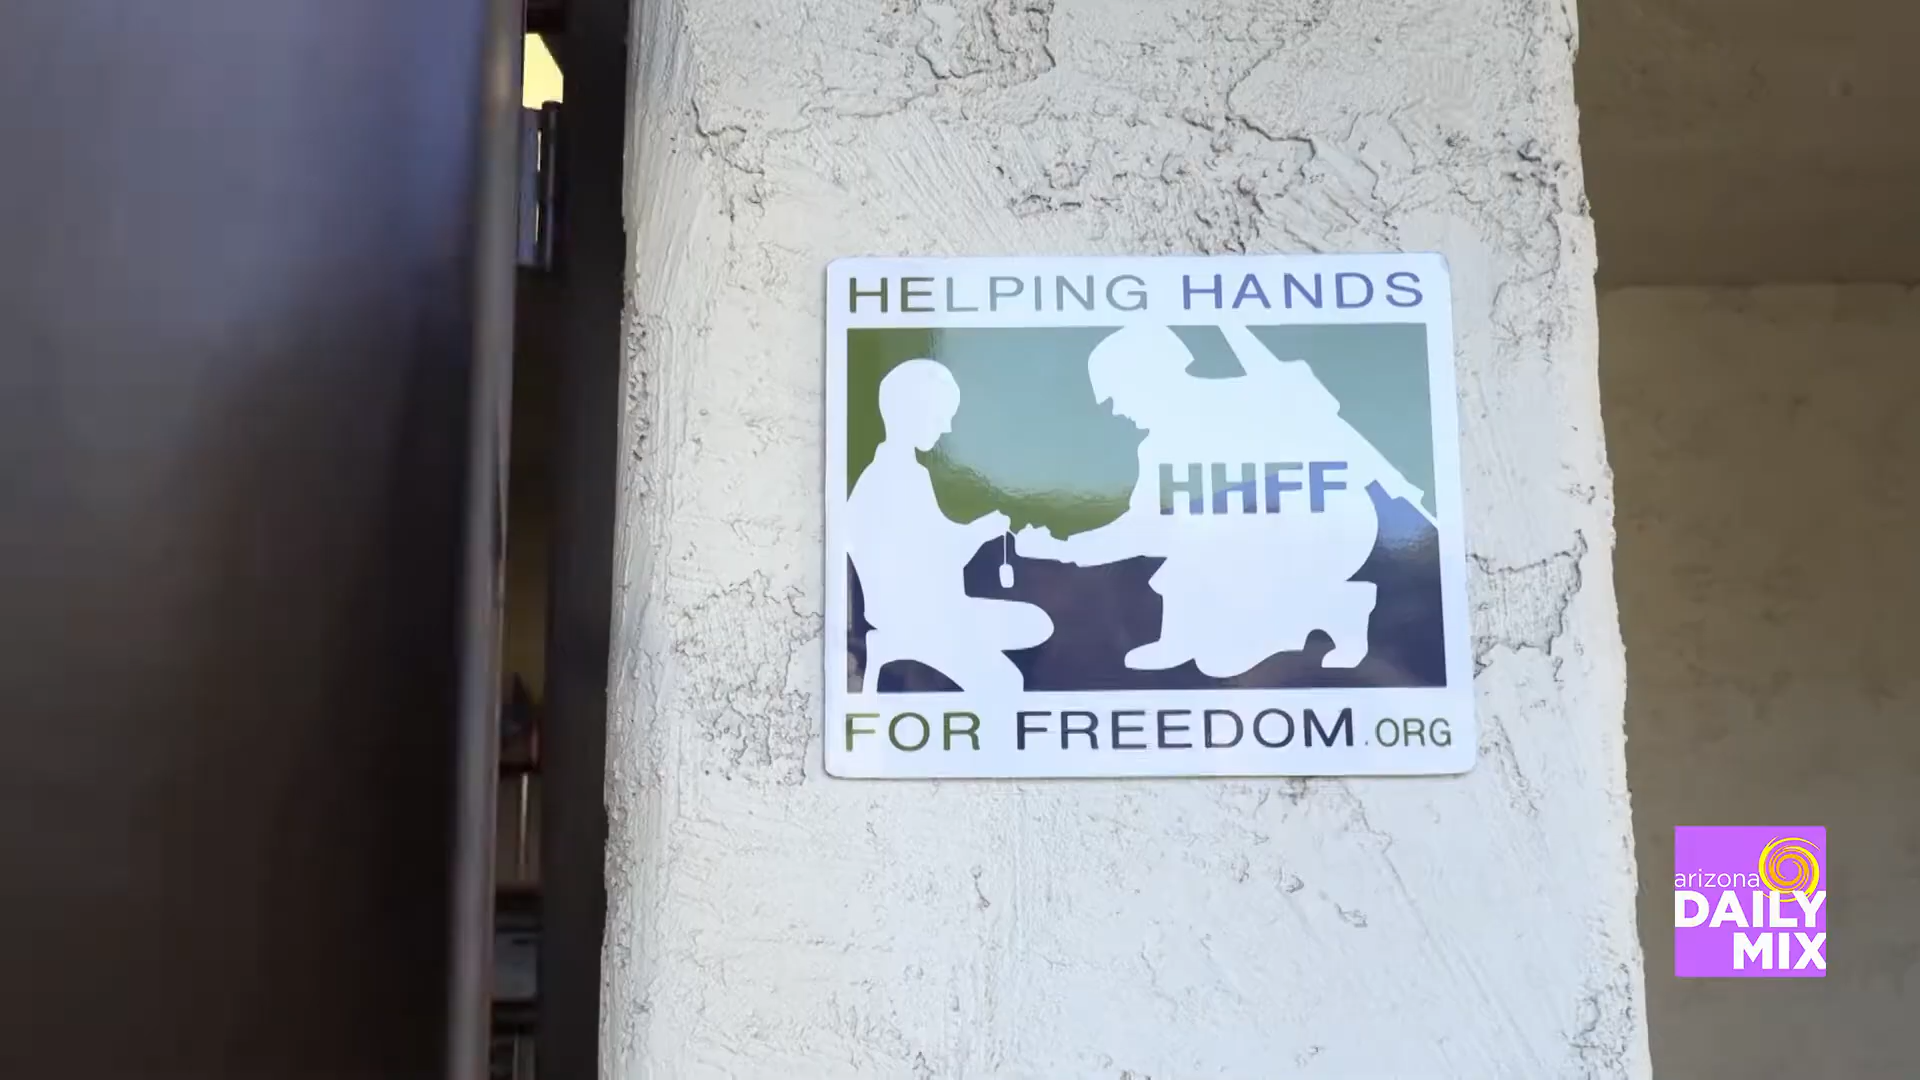 HELPING HANDS
HHFF
FOR FREEDOM.ORG
arizona
DAILY
MIX